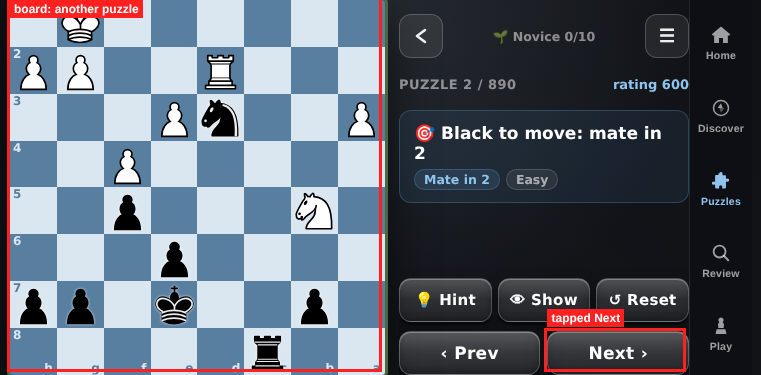 board: another puzzle
2
3
4
5
6
7
8
🌱 Novice 0/10
PUZZLE 2 / 890
rating 600
🎯 Black to move: mate in
2
Mate in 2
Easy
💡 Hint
👁 Show
↺ Reset
tapped Next
‹ Prev
Next ›
Home
Discover
Puzzles
Review
Play